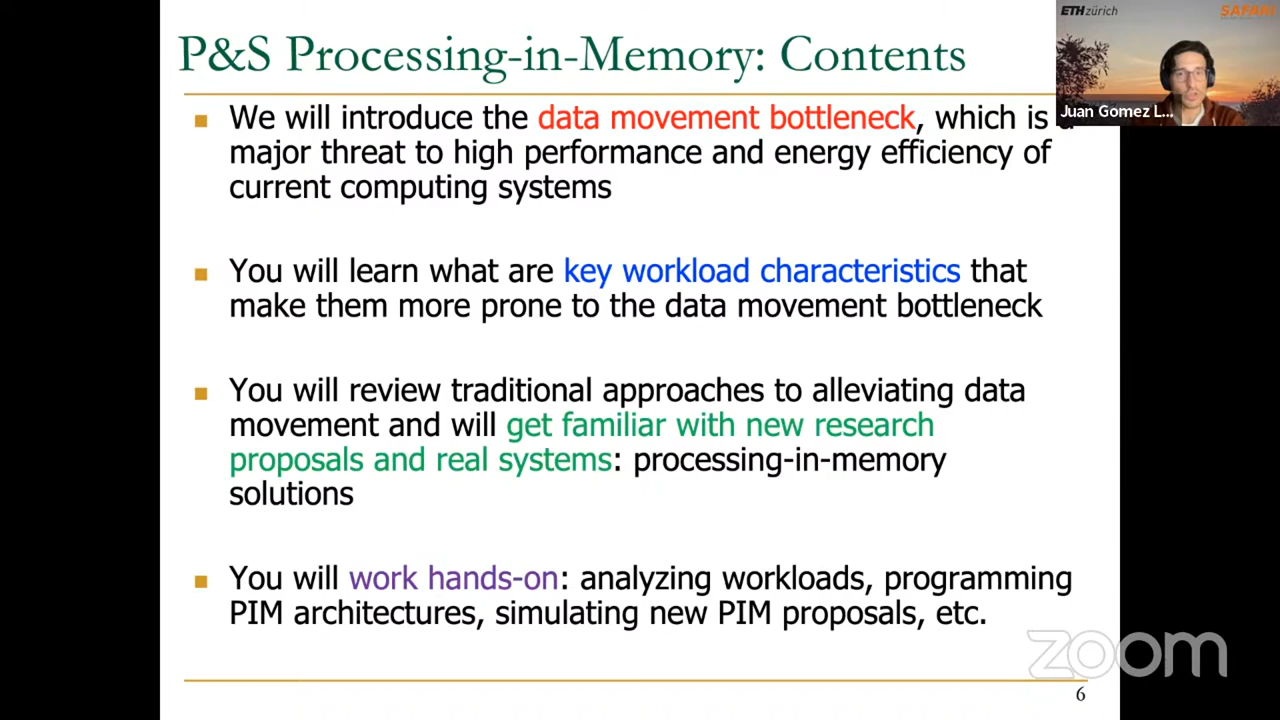 P&S Processing-in-Memory: Contents
ETH zürich
SAFARI
Juan Gomez L...
We will introduce the data movement bottleneck, which is a
major threat to high performance and energy efficiency of
current computing systems
You will learn what are key workload characteristics that
make them more prone to the data movement bottleneck
You will review traditional approaches to alleviating data
movement and will get familiar with new research
proposals and real systems: processing-in-memory
solutions
You will work hands-on: analyzing workloads, programming
PIM architectures, simulating new PIM proposals, etc.
zoom
6